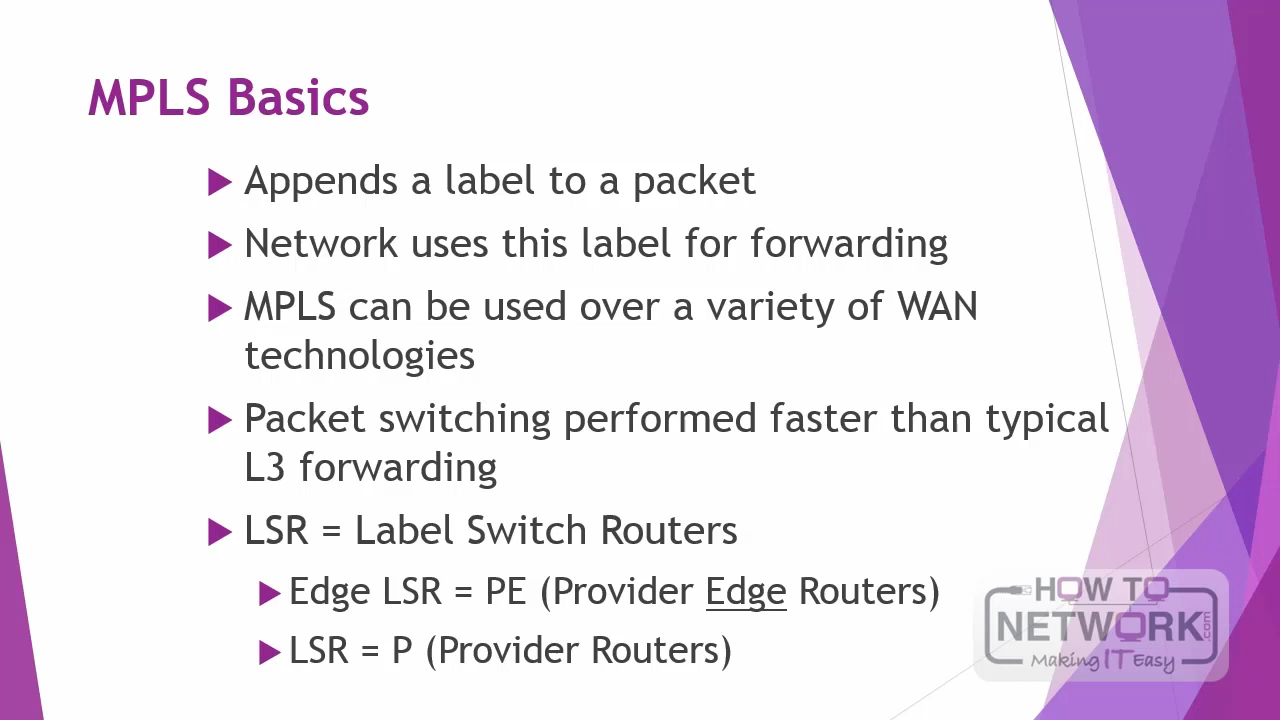 MPLS Basics
Appends a label to a packet
Network uses this label for forwarding
MPLS can be used over a variety of WAN
technologies
Packet switching performed faster than typical
L3 forwarding
LSR = Label Switch Routers
Edge LSR = PE (Provider Edge Routers)
LSR = P (Provider Routers)
HOW TO
NETWORK.com
Making IT Easy